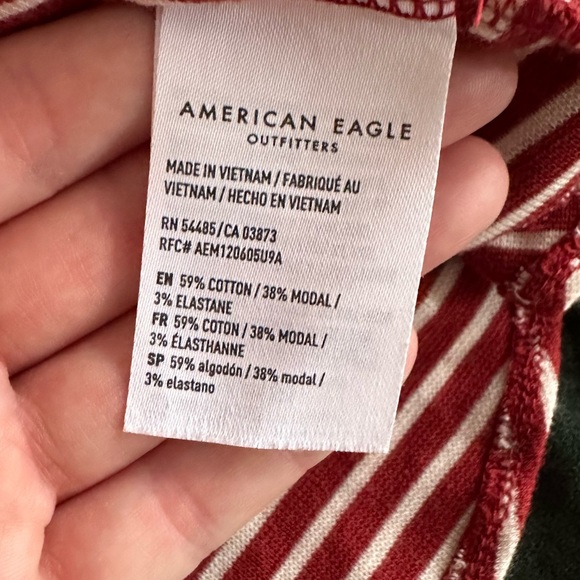 AMERICAN EAGLE
OUTFITTERS
MADE IN VIETNAM / FABRIQUÉ AU
VIETNAM / HECHO EN VIETNAM
RN 54485/CA 03873
RFC# AEM120605U9A
EN 59% COTTON / 38% MODAL /
3% ELASTANE
FR 59% COTON / 38% MODAL /
3% ÉLASTHANNE
SP 59% algodón / 38% modal /
3% elastano